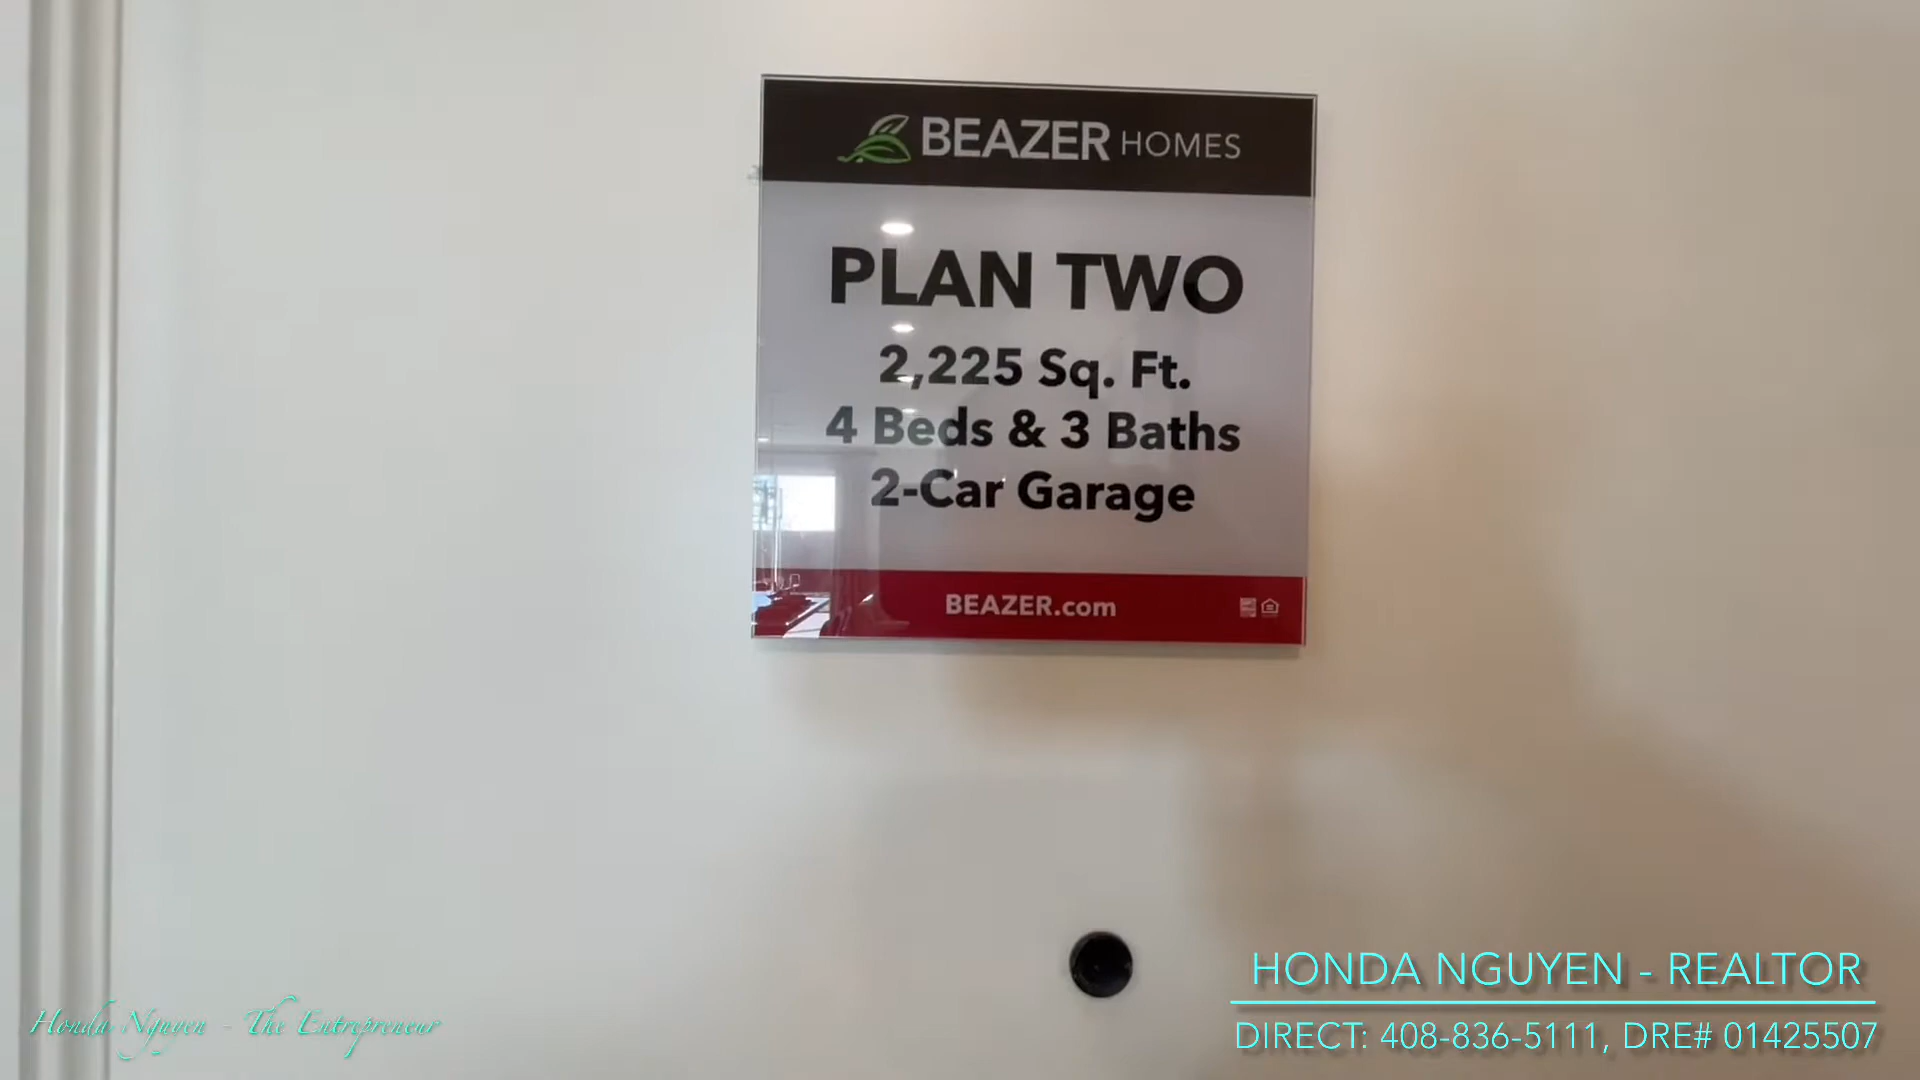 BEAZER HOMES
PLAN TWO
2,225 Sq. Ft.
4 Beds & 3 Baths
2-Car Garage
BEAZER.com
HONDA NGUYEN - REALTOR
DIRECT: 408-836-5111, DRE# 01425507
Honda Nguyen - The Entrepreneur